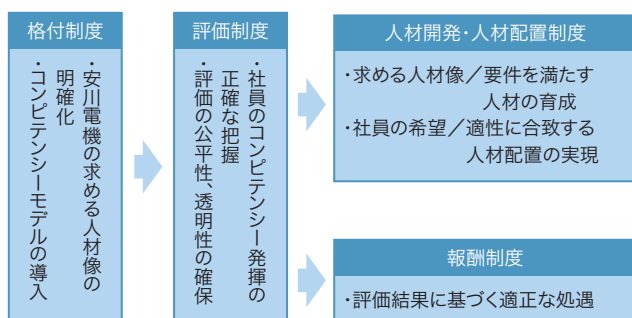 格付制度
・安川電機の求める人材像の
明確化
・コンピテンシーモデルの導入
評価制度
・社員のコンピテンシー発揮の
正確な把握
・評価の公平性、透明性の確保
人材開発・人材配置制度
・求める人材像／要件を満たす
人材の育成
・社員の希望／適性に合致する
人材配置の実現
報酬制度
・評価結果に基づく適正な処遇